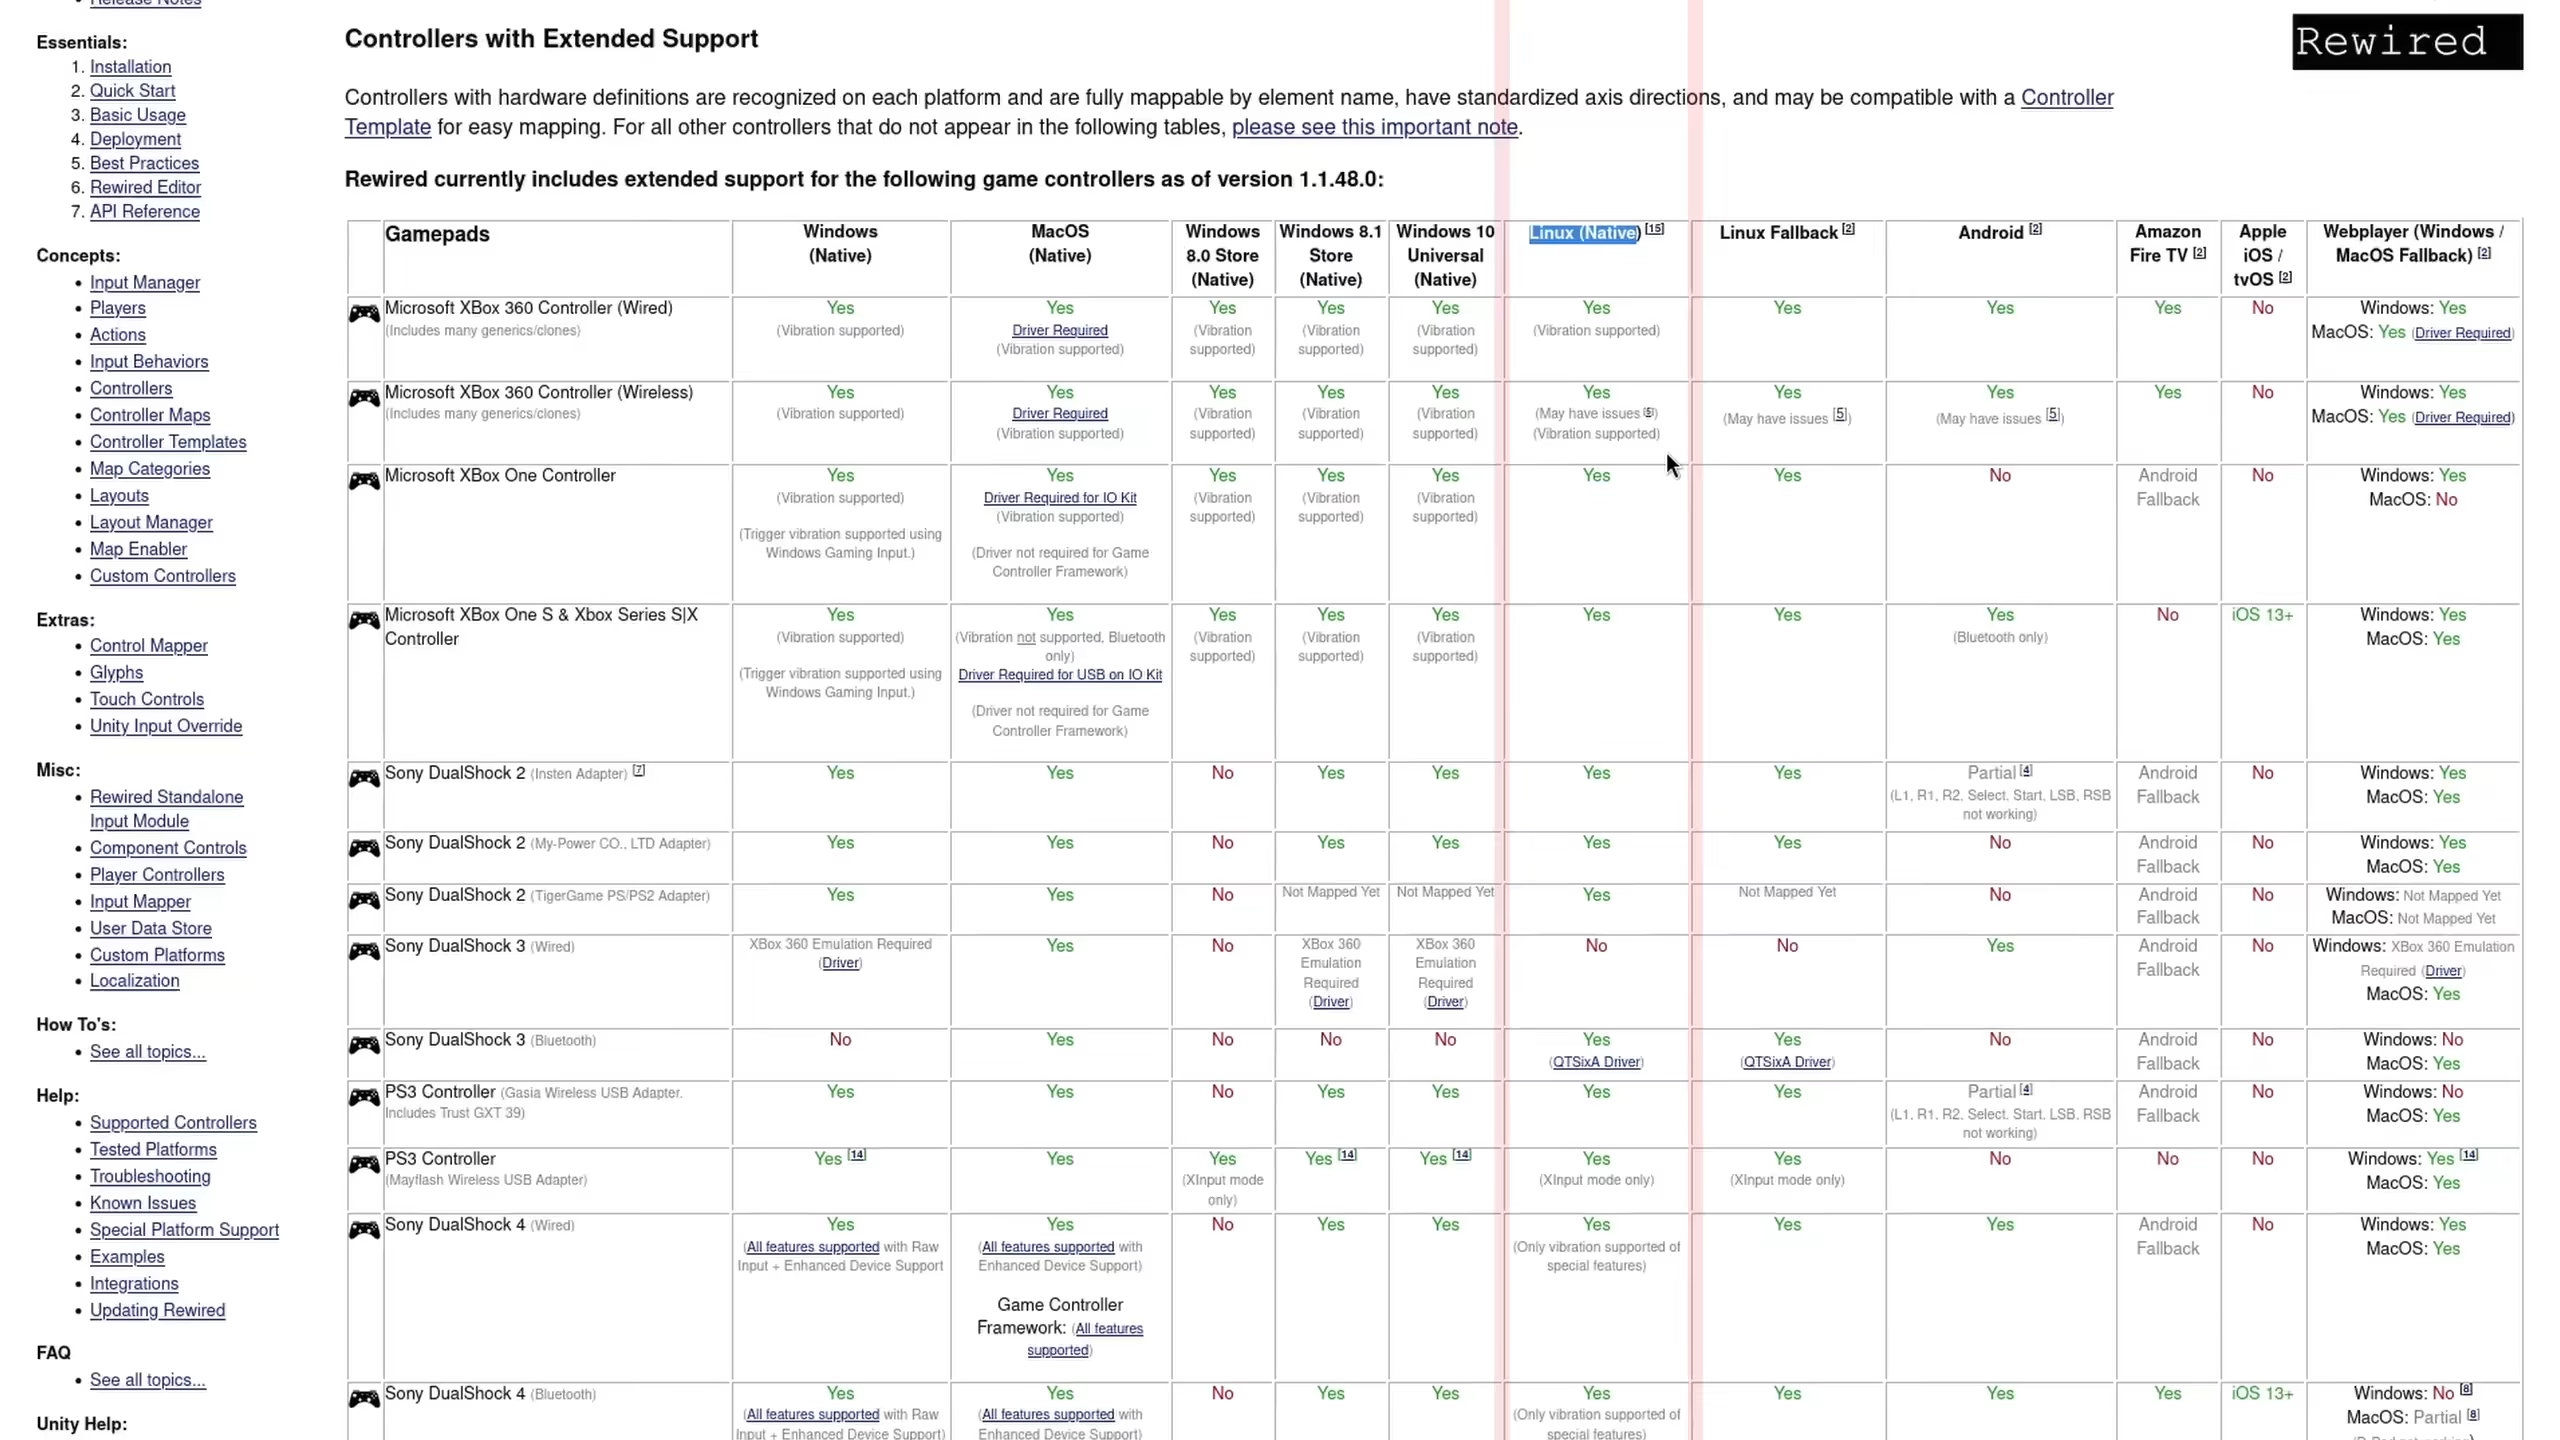 Release Notes
Essentials:
1. Installation
2. Quick Start
3. Basic Usage
4. Deployment
5. Best Practices
6. Rewired Editor
7. API Reference
Concepts:
Input Manager
Players
Actions
Input Behaviors
Controllers
Controller Maps
Controller Templates
Map Categories
Layouts
Layout Manager
Map Enabler
Custom Controllers
Extras:
Control Mapper
Glyphs
Touch Controls
Unity Input Override
Misc:
Rewired Standalone
Input Module
Component Controls
Player Controllers
Input Mapper
User Data Store
Custom Platforms
Localization
How To's:
See all topics...
Help:
Supported Controllers
Tested Platforms
Troubleshooting
Known Issues
Special Platform Support
Examples
Integrations
Updating Rewired
FAQ
See all topics...
Unity Help:
Rewired
Controllers with Extended Support
Controllers with hardware definitions are recognized on each platform and are fully mappable by element name, have standardized axis directions, and may be compatible with a Controller
Template for easy mapping. For all other controllers that do not appear in the following tables, please see this important note.
Rewired currently includes extended support for the following game controllers as of version 1.1.48.0:
Gamepads
Windows
(Native)
MacOS
(Native)
Windows
8.0 Store
(Native)
Windows 8.1
Store
(Native)
Windows 10
Universal
(Native)
Linux (Native) [15]
Linux Fallback [2]
Android [2]
Amazon
Fire TV [2]
Apple
iOS /
tvOS [2]
Webplayer (Windows /
MacOS Fallback) [2]
Microsoft XBox 360 Controller (Wired)
(Includes many generics/clones)
Yes
(Vibration supported)
Yes
Driver Required
(Vibration supported)
Yes
(Vibration
supported)
Yes
(Vibration
supported)
Yes
(Vibration
supported)
Yes
(Vibration supported)
Yes
Yes
Yes
No
Windows: Yes
MacOS: Yes (Driver Required)
Microsoft XBox 360 Controller (Wireless)
(Includes many generics/clones)
Yes
(Vibration supported)
Yes
Driver Required
(Vibration supported)
Yes
(Vibration
supported)
Yes
(Vibration
supported)
Yes
(Vibration
supported)
Yes
(May have issues [5])
(Vibration supported)
Yes
(May have issues [5])
Yes
(May have issues [5])
Yes
No
Windows: Yes
MacOS: Yes (Driver Required)
Microsoft XBox One Controller
Yes
(Vibration supported)
(Trigger vibration supported using
Windows Gaming Input.)
Yes
Driver Required for IO Kit
(Vibration supported)
(Driver not required for Game
Controller Framework)
Yes
(Vibration
supported)
Yes
(Vibration
supported)
Yes
(Vibration
supported)
Yes
Yes
No
Android
Fallback
No
Windows: Yes
MacOS: No
Microsoft XBox One S & Xbox Series S|X
Controller
Yes
(Vibration supported)
(Trigger vibration supported using
Windows Gaming Input.)
Yes
(Vibration not supported, Bluetooth
only)
Driver Required for USB on IO Kit
(Driver not required for Game
Controller Framework)
Yes
(Vibration
supported)
Yes
(Vibration
supported)
Yes
(Vibration
supported)
Yes
Yes
Yes
(Bluetooth only)
No
iOS 13+
Windows: Yes
MacOS: Yes
Sony DualShock 2 (Insten Adapter) [7]
Yes
Yes
No
Yes
Yes
Yes
Yes
Partial [4]
(L1, R1, R2, Select, Start, LSB, RSB
not working)
Android
Fallback
No
Windows: Yes
MacOS: Yes
Sony DualShock 2 (My-Power CO., LTD Adapter)
Yes
Yes
No
Yes
Yes
Yes
Yes
No
Android
Fallback
No
Windows: Yes
MacOS: Yes
Sony DualShock 2 (TigerGame PS/PS2 Adapter)
Yes
Yes
No
Not Mapped Yet
Not Mapped Yet
Yes
Not Mapped Yet
No
Android
Fallback
No
Windows: Not Mapped Yet
MacOS: Not Mapped Yet
Sony DualShock 3 (Wired)
XBox 360 Emulation Required
(Driver)
Yes
No
XBox 360
Emulation
Required
(Driver)
XBox 360
Emulation
Required
(Driver)
No
No
Yes
Android
Fallback
No
Windows: XBox 360 Emulation
Required (Driver)
MacOS: Yes
Sony DualShock 3 (Bluetooth)
No
Yes
No
No
No
Yes
(QTSixA Driver)
Yes
(QTSixA Driver)
No
Android
Fallback
No
Windows: No
MacOS: Yes
PS3 Controller (Gasia Wireless USB Adapter.
Includes Trust GXT 39)
Yes
Yes
No
Yes
Yes
Yes
Yes
Partial [4]
(L1, R1, R2, Select, Start, LSB, RSB
not working)
Android
Fallback
No
Windows: No
MacOS: Yes
PS3 Controller
(Mayflash Wireless USB Adapter)
Yes [14]
Yes
Yes
(XInput mode
only)
Yes [14]
Yes [14]
Yes
(XInput mode only)
Yes
(XInput mode only)
No
No
No
Windows: Yes [14]
MacOS: Yes
Sony DualShock 4 (Wired)
Yes
(All features supported with Raw
Input + Enhanced Device Support
Yes
(All features supported with
Enhanced Device Support)
Game Controller
Framework: (All features
supported)
No
Yes
Yes
Yes
(Only vibration supported of
special features)
Yes
Yes
Android
Fallback
No
Windows: Yes
MacOS: Yes
Sony DualShock 4 (Bluetooth)
Yes
(All features supported with Raw
Input + Enhanced Device Support)
Yes
(All features supported with
Enhanced Device Support)
No
Yes
Yes
Yes
(Only vibration supported of
special features)
Yes
Yes
Yes
iOS 13+
Windows: No [8]
MacOS: Partial [8]